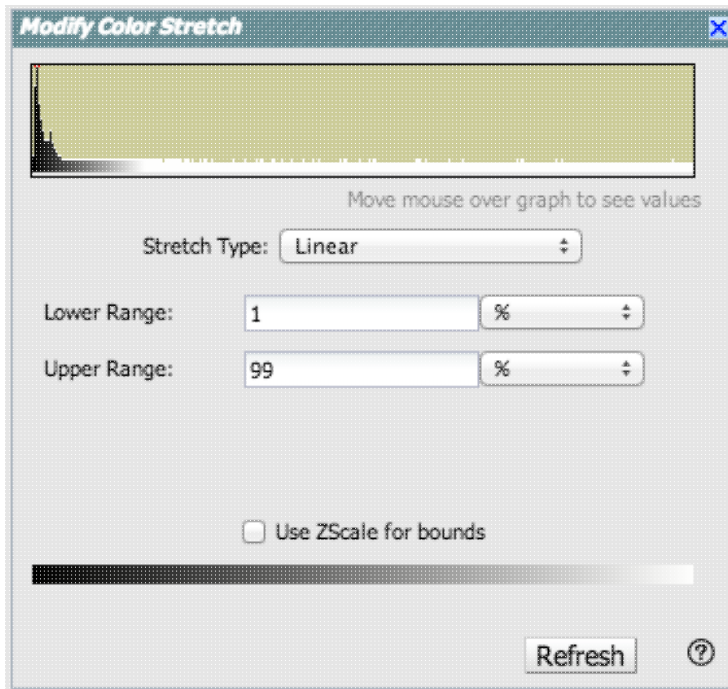 Modify Color Stretch
Move mouse over graph to see values
Stretch Type: Linear
Lower Range: 1 %
Upper Range: 99 %
Use ZScale for bounds
Refresh ?